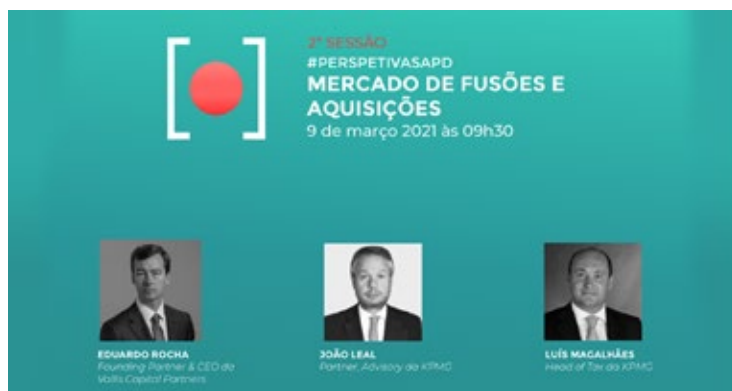 2ª SESSÃO
#PERSPETIVASAPD
MERCADO DE FUSÕES E
AQUISIÇÕES
9 de março 2021 às 09h30
EDUARDO ROCHA
Founding Partner & CEO da
Vallis Capital Partners
JOÃO LEAL
Partner, Advisory da KPMG
LUÍS MAGALHÃES
Head of Tax da KPMG